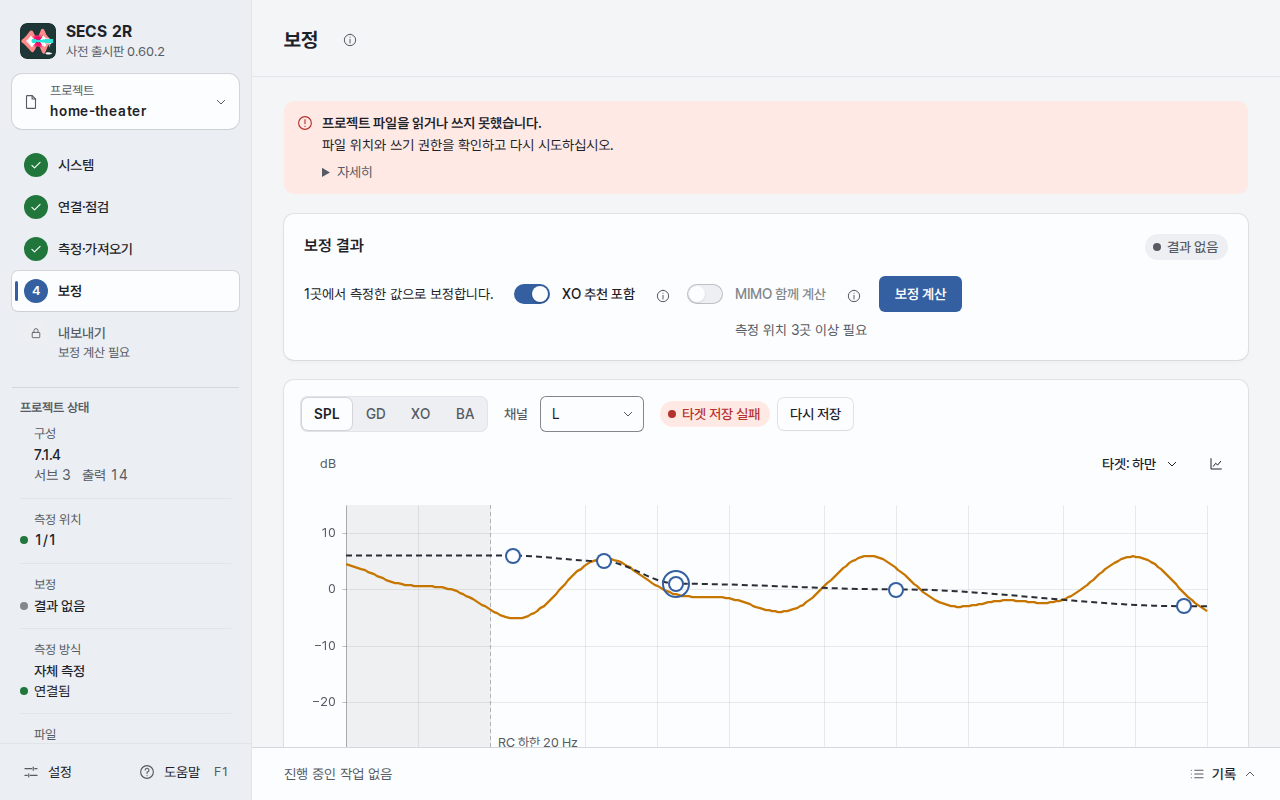 SECS 2R
사전 출시판 0.60.2
프로젝트
home-theater
시스템
연결·점검
측정·가져오기
4 보정
내보내기
보정 계산 필요
프로젝트 상태
구성
7.1.4
서브 3 출력 14
측정 위치
1/1
보정
결과 없음
측정 방식
자체 측정
연결됨
파일
설정
도움말 F1
보정
프로젝트 파일을 읽거나 쓰지 못했습니다.
파일 위치와 쓰기 권한을 확인하고 다시 시도하십시오.
▶ 자세히
보정 결과
결과 없음
1곳에서 측정한 값으로 보정합니다.
XO 추천 포함
MIMO 함께 계산
보정 계산
측정 위치 3곳 이상 필요
SPL GD XO BA
채널
L
타겟 저장 실패
다시 저장
dB
타겟: 하만
10
0
−10
−20
RC 하한 20 Hz
진행 중인 작업 없음
기록